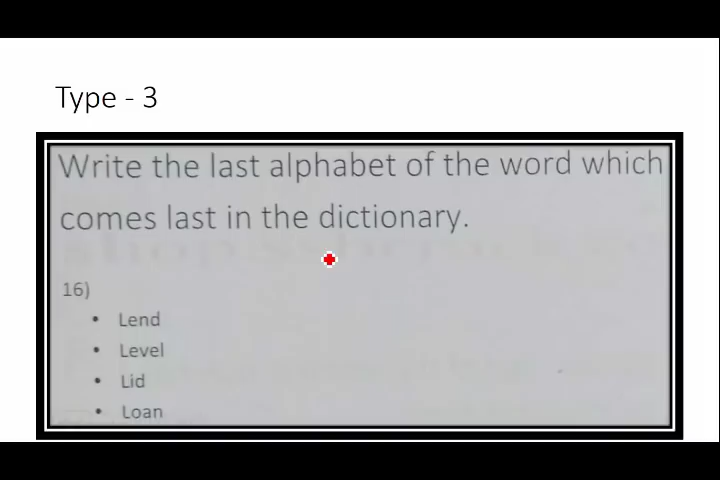 Type - 3
Write the last alphabet of the word which
comes last in the dictionary.
16)
• Lend
• Level
• Lid
• Loan